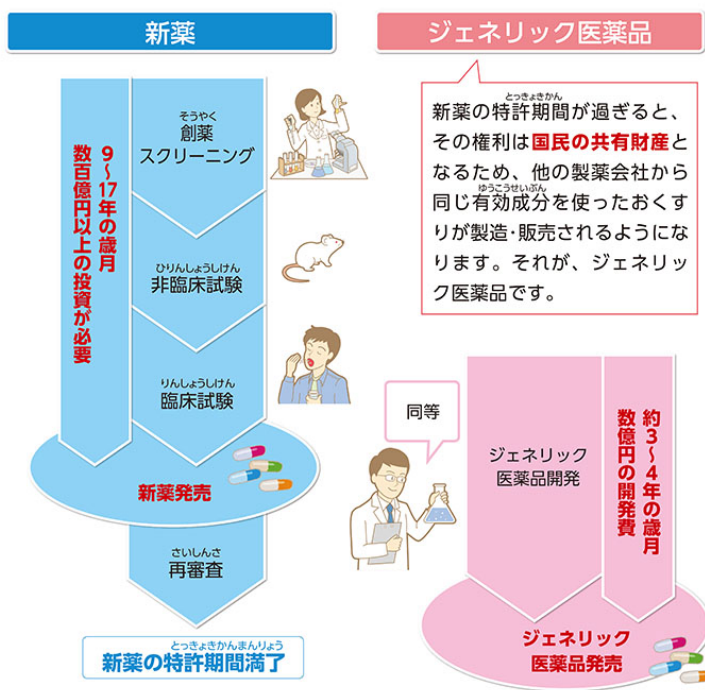 新薬
そうやく
創薬
スクリーニング
9～17年の歳月
数百億円以上の投資が必要
ひりんしょうしけん
非臨床試験
りんしょうしけん
臨床試験
新薬発売
さいしんさ
再審査
とっきょきかんまんりょう
新薬の特許期間満了
ジェネリック医薬品
とっきょきかん
新薬の特許期間が過ぎると、
その権利は国民の共有財産と
なるため、他の製薬会社から
ゆうこうせいぶん
同じ有効成分を使ったおくす
りが製造・販売されるようにな
ります。それが、ジェネリッ
ク医薬品です。
同等
ジェネリック
医薬品開発
約3～4年の歳月
数億円の開発費
ジェネリック
医薬品発売